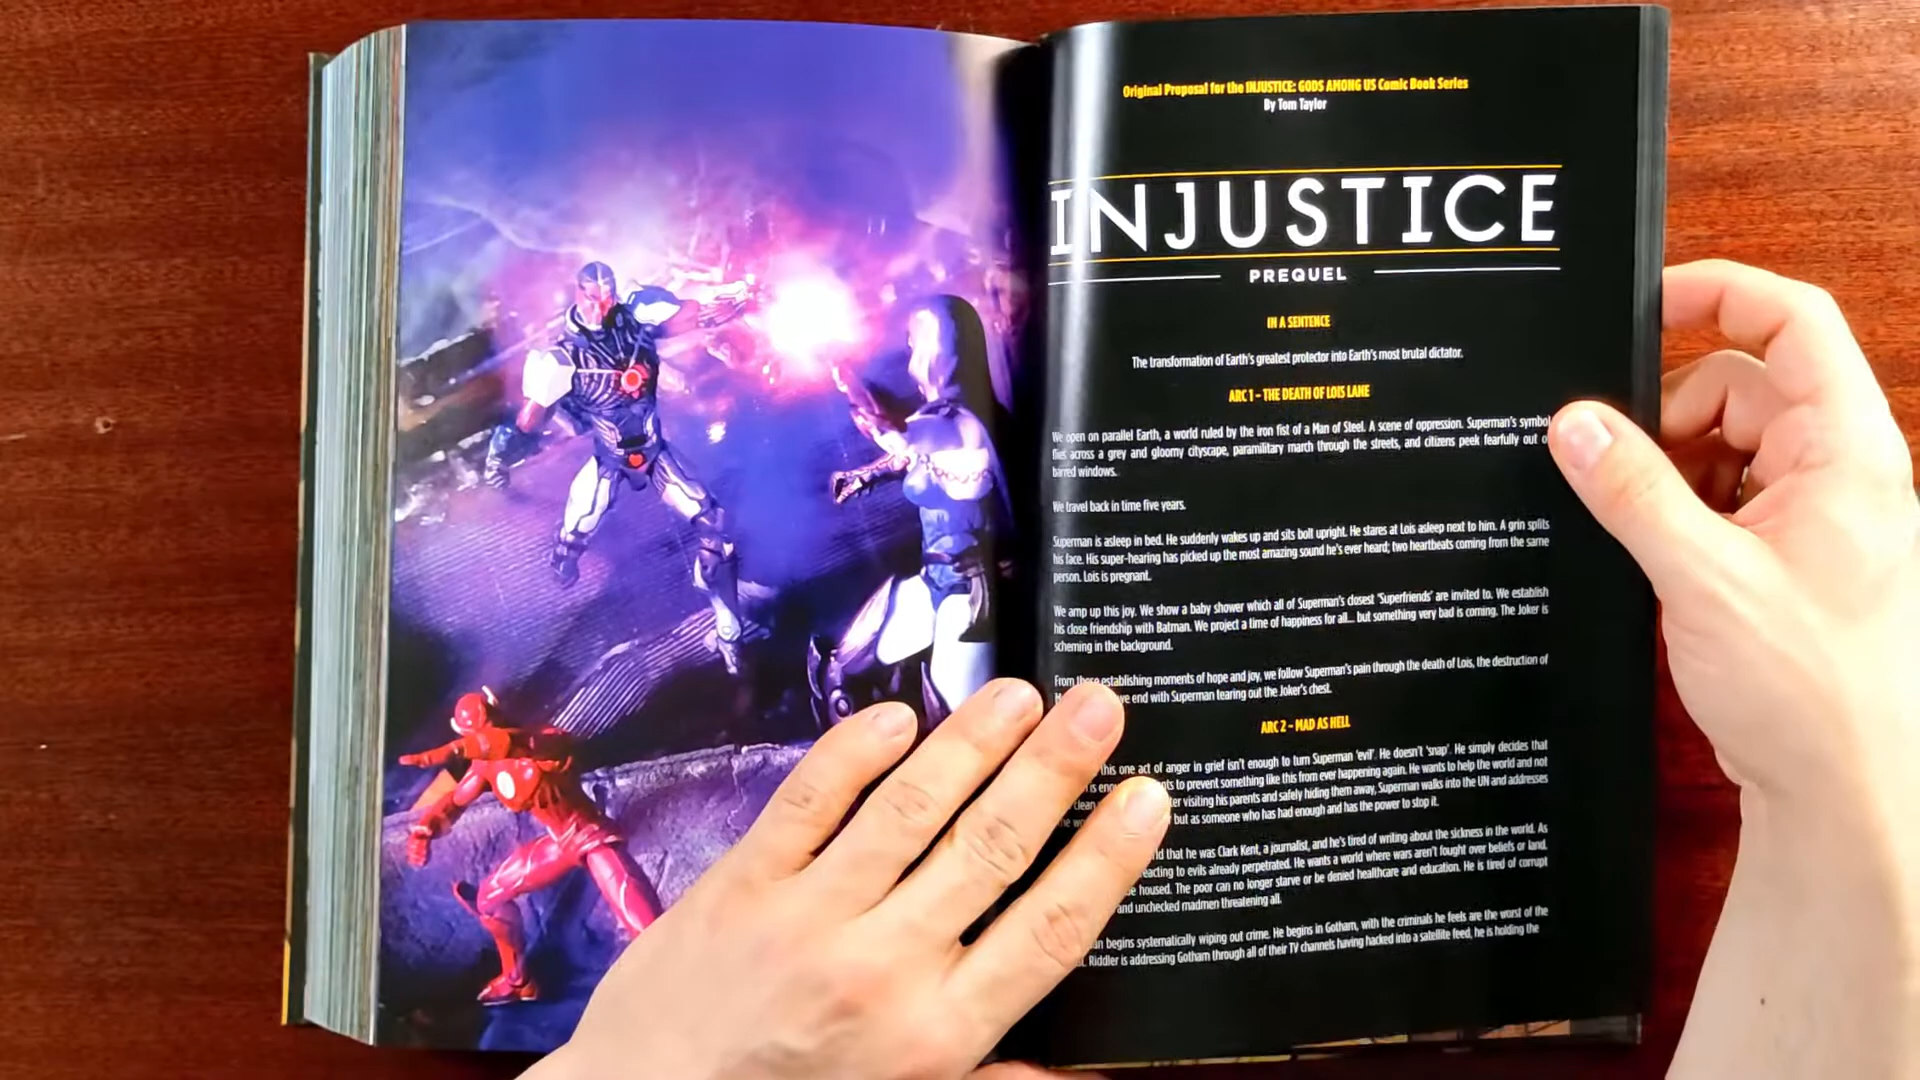 Original Proposal for the INJUSTICE: GODS AMONG US Comic Book Series
By Tom Taylor
INJUSTICE
PREQUEL
IN A SENTENCE
The transformation of Earth's greatest protector into Earth's most brutal dictator.
ARC 1 – THE DEATH OF LOIS LANE
We open on parallel Earth, a world ruled by the iron fist of a Man of Steel. A scene of oppression. Superman's symbol
flies across a grey and gloomy cityscape, paramilitary march through the streets, and citizens peek fearfully out o
barred windows.
We travel back in time five years.
Superman is asleep in bed. He suddenly wakes up and sits bolt upright. He stares at Lois asleep next to him. A grin splits
his face. His super-hearing has picked up the most amazing sound he's ever heard; two heartbeats coming from the same
person. Lois is pregnant.
We amp up this joy. We show a baby shower which all of Superman's closest 'Superfriends' are invited to. We establish
his close friendship with Batman. We project a time of happiness for all... but something very bad is coming. The Joker is
scheming in the background.
From these establishing moments of hope and joy, we follow Superman's pain through the death of Lois, the destruction of
end with Superman tearing out the Joker's chest.
ARC 2 – MAD AS HELL
this one act of anger in grief isn't enough to turn Superman 'evil'. He doesn't 'snap'. He simply decides that
is to prevent something like this from ever happening again. He wants to help the world and not
clean visiting his parents and safely hiding them away, Superman walks into the UN and addresses
but as someone who has had enough and has the power to stop it.
that he was Clark Kent, a journalist, and he's tired of writing about the sickness in the world. As
to evils already perpetrated. He wants a world where wars aren't fought over beliefs or land.
housed. The poor can no longer starve or be denied healthcare and education. He is tired of corrupt
and unchecked madmen threatening all.
begins systematically wiping out crime. He begins in Gotham, with the criminals he feels are the worst of the
Riddler is addressing Gotham through all of their TV channels having hacked into a satellite feed, he is holding the